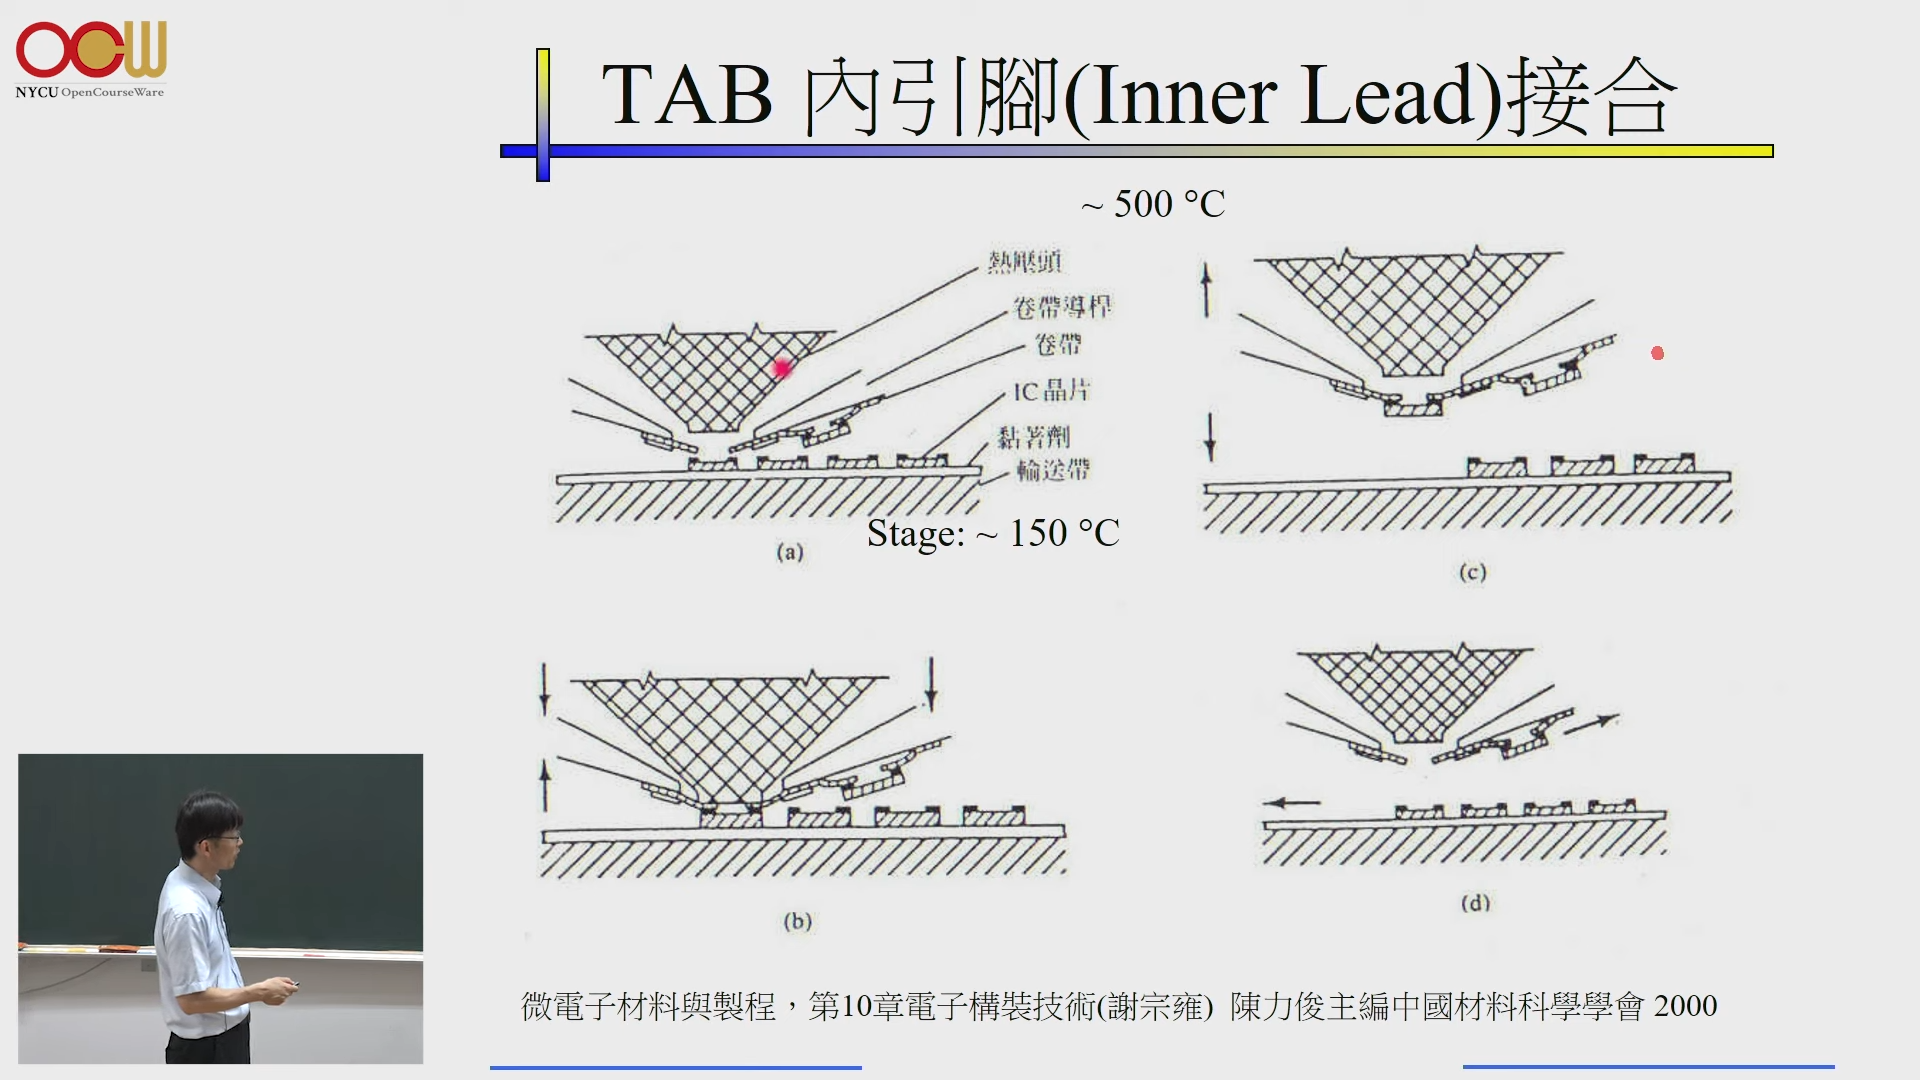 OCW
NYCU OpenCourseWare
TAB 內引腳(Inner Lead)接合
~ 500 °C
熱壓頭
卷帶導桿
卷帶
IC晶片
黏著劑
輸送帶
Stage: ~ 150 °C
(a)
(c)
(b)
(d)
微電子材料與製程，第10章電子構裝技術(謝宗雍) 陳力俊主編中國材料科學學會 2000